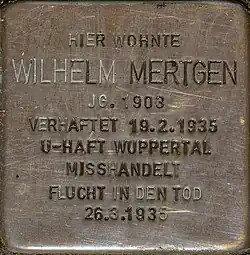 HIER WOHNTE
WILHELM MERTGEN
JG. 1903
VERHAFTET 19.2.1935
U-HAFT WUPPERTAL
MISSHANDELT
FLUCHT IN DEN TOD
26.3.1935